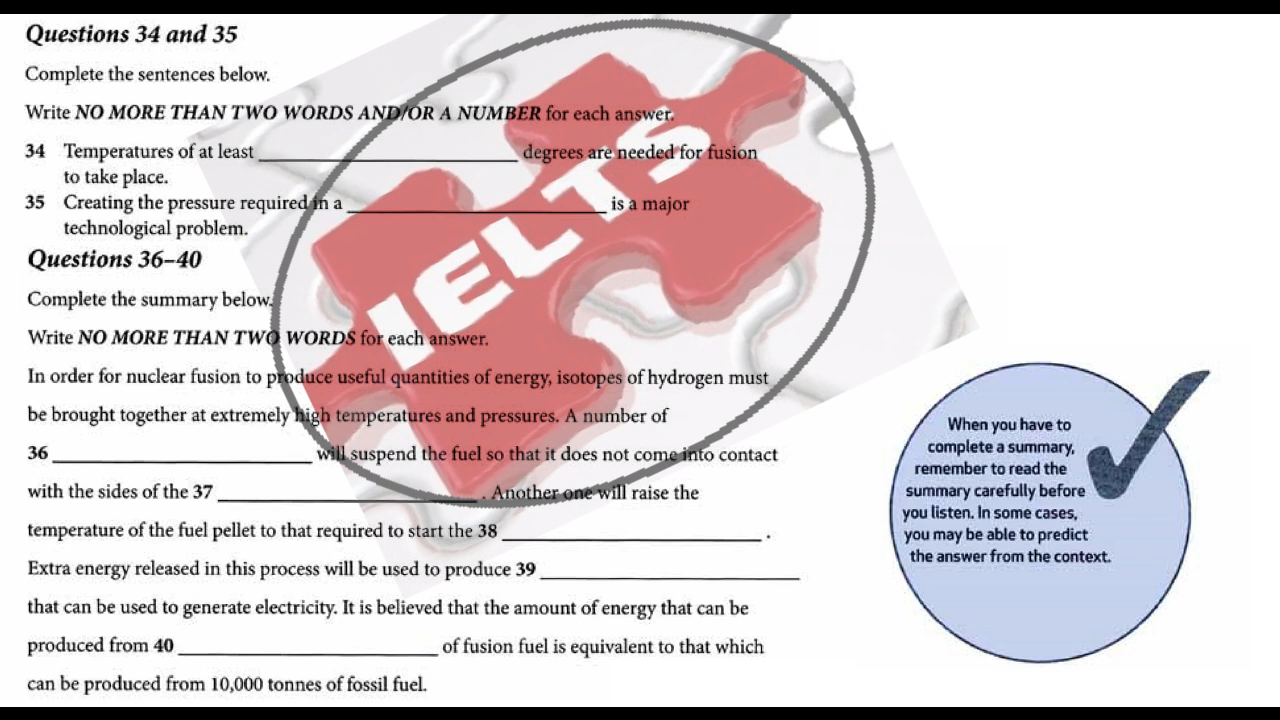 Questions 34 and 35
Complete the sentences below.
Write NO MORE THAN TWO WORDS AND/OR A NUMBER for each answer.
34 Temperatures of at least ______________ degrees are needed for fusion
to take place.
35 Creating the pressure required in a ______________ is a major
technological problem.
Questions 36–40
Complete the summary below.
Write NO MORE THAN TWO WORDS for each answer.
In order for nuclear fusion to produce useful quantities of energy, isotopes of hydrogen must
be brought together at extremely high temperatures and pressures. A number of
36 ______________ will suspend the fuel so that it does not come into contact
with the sides of the 37 ______________ . Another one will raise the
temperature of the fuel pellet to that required to start the 38 ______________ .
Extra energy released in this process will be used to produce 39 ______________
that can be used to generate electricity. It is believed that the amount of energy that can be
produced from 40 ______________ of fusion fuel is equivalent to that which
can be produced from 10,000 tonnes of fossil fuel.
IELTS
When you have to
complete a summary,
remember to read the
summary carefully before
you listen. In some cases,
you may be able to predict
the answer from the context.